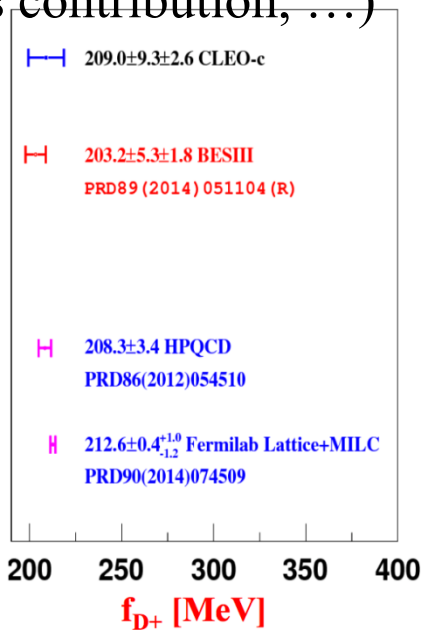 s contribution, ...)
209.0±9.3±2.6 CLEO-c
203.2±5.3±1.8 BESIII
PRD89(2014)051104(R)
208.3±3.4 HPQCD
PRD86(2012)054510
212.6±0.4+1.0-1.2 Fermilab Lattice+MILC
PRD90(2014)074509
200 250 300 350 400
fD+ [MeV]